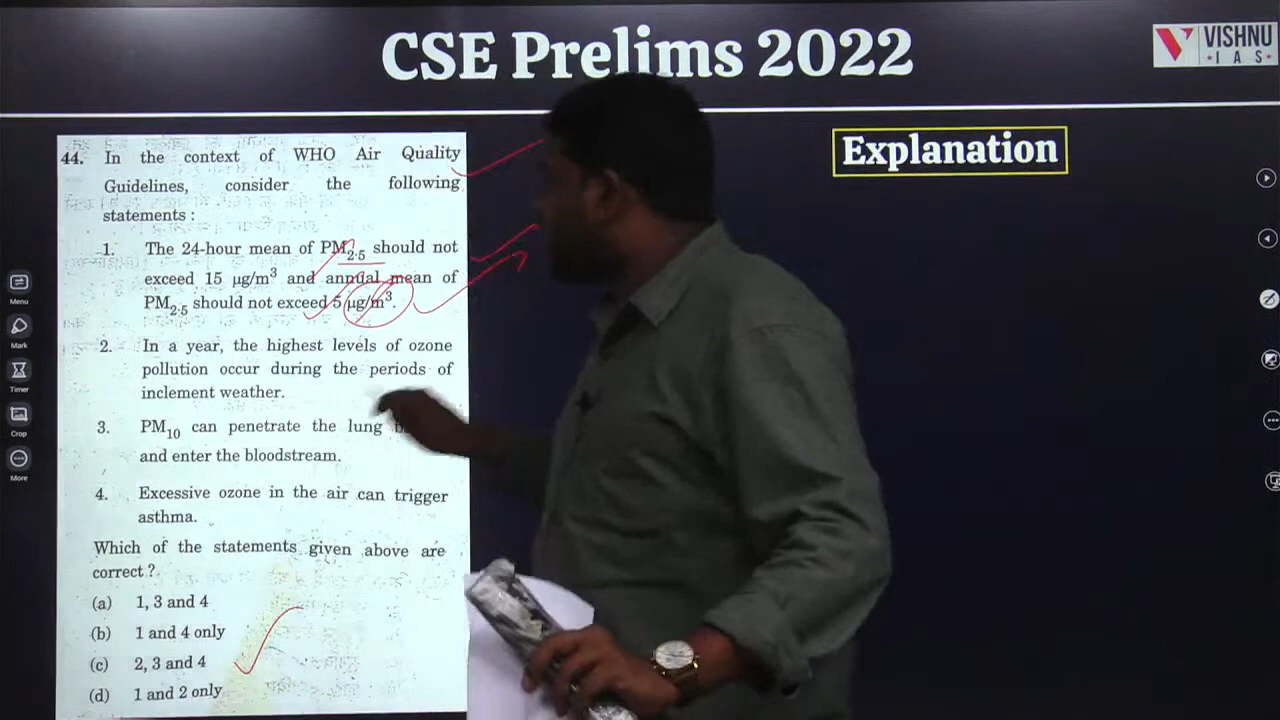 CSE Prelims 2022
VISHNU
IAS
Explanation
44. In the context of WHO Air Quality
Guidelines, consider the following
statements :
1. The 24-hour mean of PM2.5 should not
exceed 15 µg/m³ and annual mean of
PM2.5 should not exceed 5 µg/m³.
2. In a year, the highest levels of ozone
pollution occur during the periods of
inclement weather.
3. PM10 can penetrate the lung
and enter the bloodstream.
4. Excessive ozone in the air can trigger
asthma.
Which of the statements given above are
correct ?
(a) 1, 3 and 4
(b) 1 and 4 only
(c) 2, 3 and 4
(d) 1 and 2 only
Menu
Mark
Timer
Crop
More